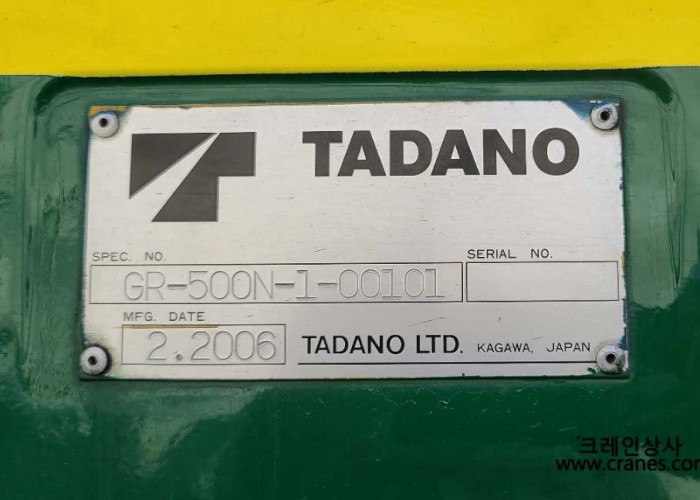 TADANO
SPEC. NO.
GR-500N-1-00101
SERIAL NO.
MFG. DATE
2.2006
TADANO LTD. KAGAWA, JAPAN
크레인상사
www.cranes.com